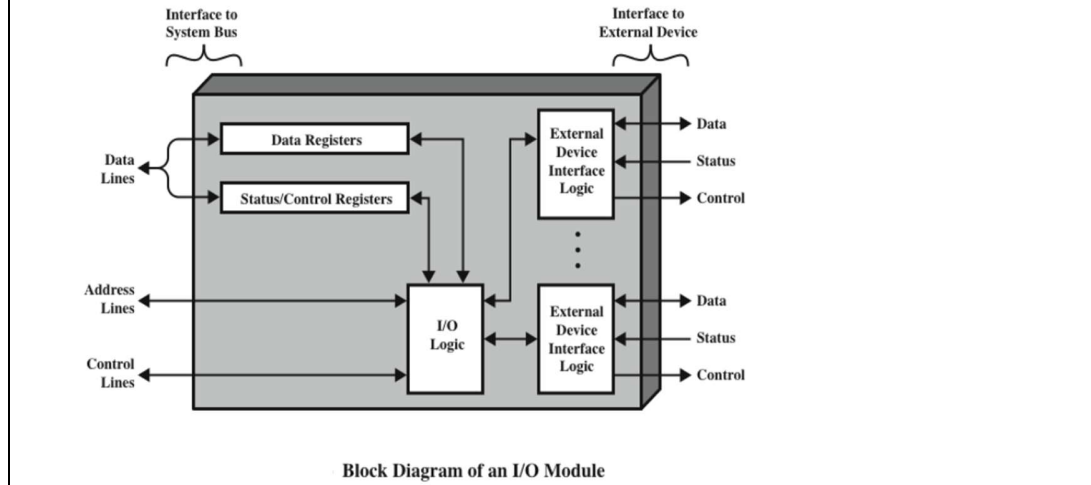 Interface to
System Bus
Interface to
External Device
Data Registers
Data
Lines
Status/Control Registers
External
Device
Interface
Logic
Data
Status
Control
Address
Lines
I/O
Logic
Control
Lines
External
Device
Interface
Logic
Data
Status
Control
Block Diagram of an I/O Module